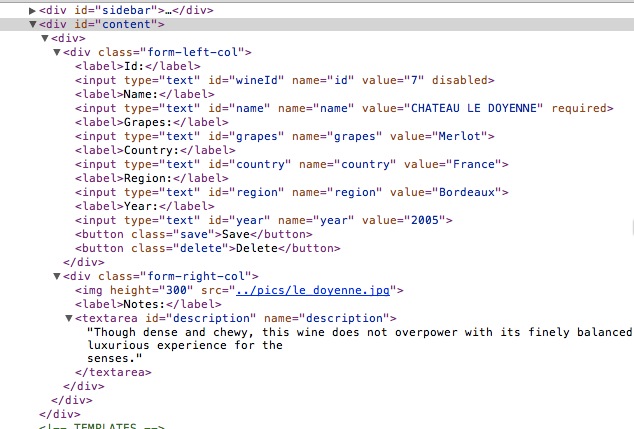 ▶<div id="sidebar">…</div>
▼<div id="content">
▼<div>
▼<div class="form-left-col">
<label>Id:</label>
<input type="text" id="wineId" name="id" value="7" disabled>
<label>Name:</label>
<input type="text" id="name" name="name" value="CHATEAU LE DOYENNE" required>
<label>Grapes:</label>
<input type="text" id="grapes" name="grapes" value="Merlot">
<label>Country:</label>
<input type="text" id="country" name="country" value="France">
<label>Region:</label>
<input type="text" id="region" name="region" value="Bordeaux">
<label>Year:</label>
<input type="text" id="year" name="year" value="2005">
<button class="save">Save</button>
<button class="delete">Delete</button>
</div>
▼<div class="form-right-col">
<img height="300" src="../pics/le_doyenne.jpg">
<label>Notes:</label>
▼<textarea id="description" name="description">
"Though dense and chewy, this wine does not overpower with its finely balanced
luxurious experience for the
senses."
</textarea>
</div>
</div>
</div>
<!-- TEMPLATES -->